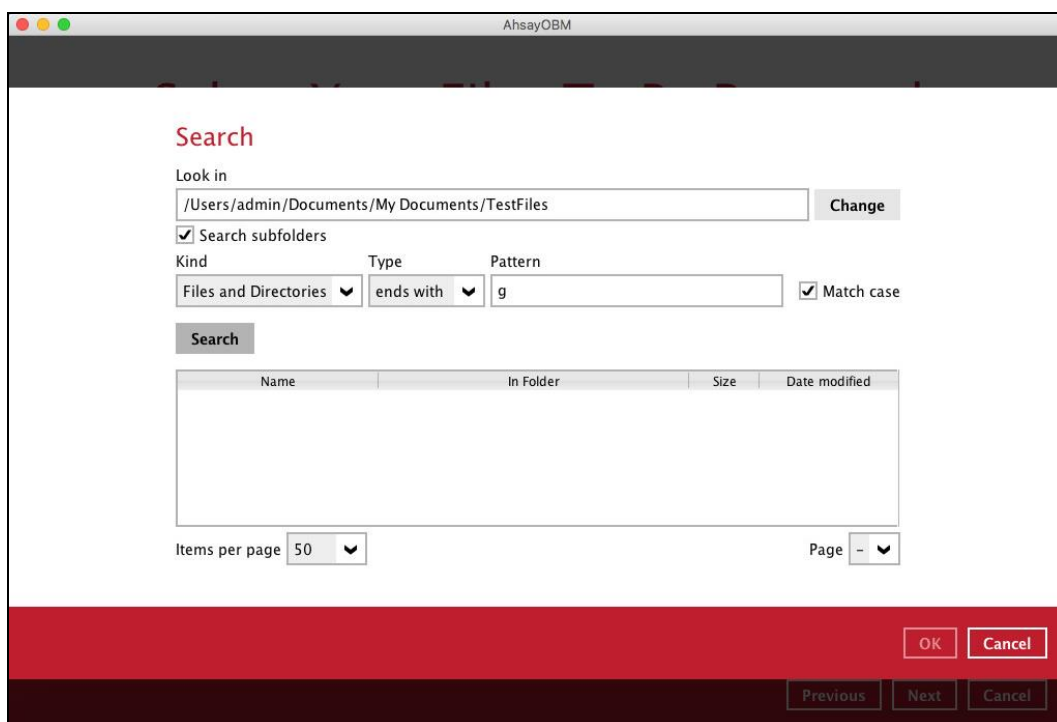 AhsayOBM
Search
Look in
/Users/admin/Documents/My Documents/TestFiles
Change
Search subfolders
Kind Type Pattern
Files and Directories ends with g Match case
Search
Name In Folder Size Date modified
Items per page 50 Page -
OK Cancel
Previous Next Cancel